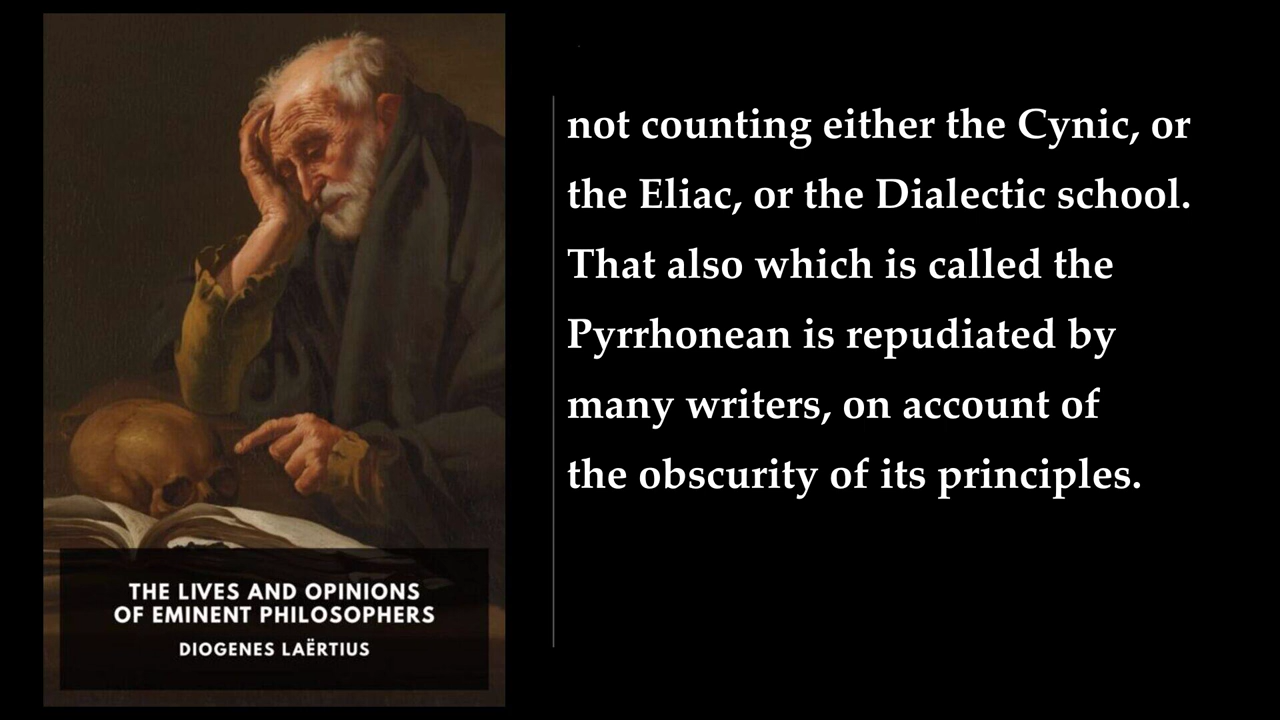 THE LIVES AND OPINIONS
OF EMINENT PHILOSOPHERS
DIOGENES LAËRTIUS
not counting either the Cynic, or
the Eliac, or the Dialectic school.
That also which is called the
Pyrrhonean is repudiated by
many writers, on account of
the obscurity of its principles.